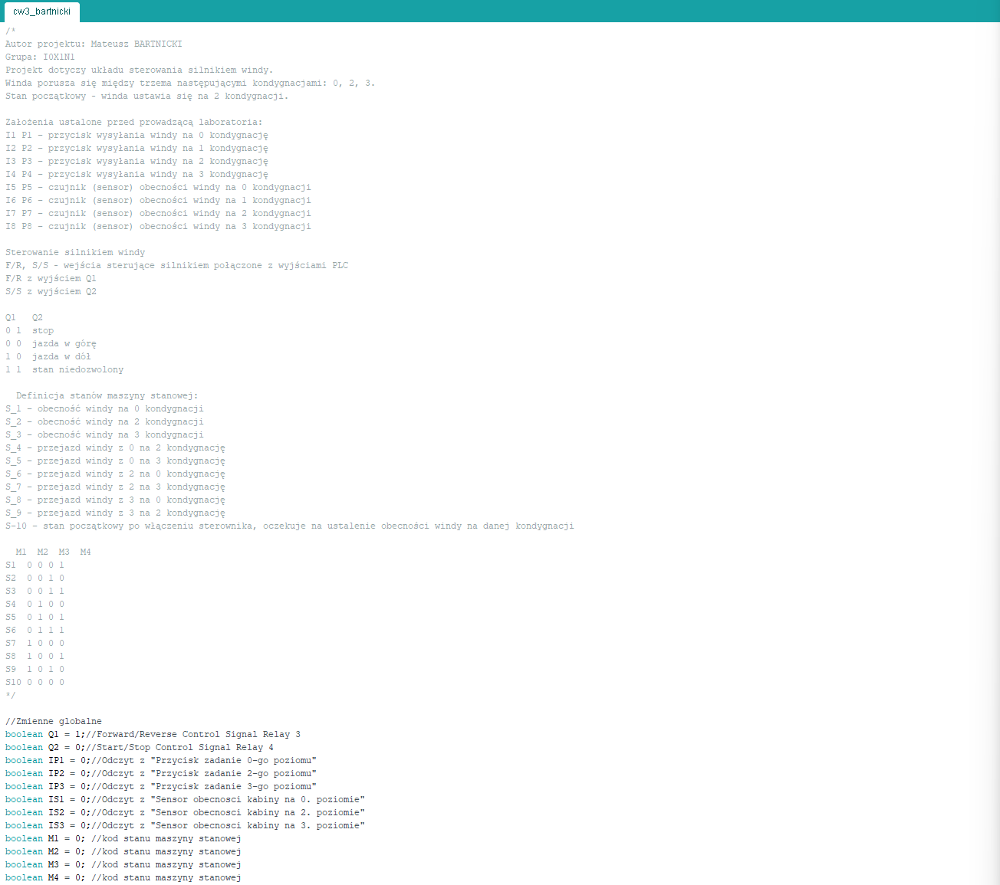 cw3_bartnicki
/*
Autor projektu: Mateusz BARTNICKI
Grupa: I0X1N1
Projekt dotyczy układu sterowania silnikiem windy.
Winda porusza się między trzema następującymi kondygnacjami: 0, 2, 3.
Stan początkowy - winda ustawia się na 2 kondygnacji.
Założenia ustalone przed prowadzącą laboratoria:
I1 P1 – przycisk wysyłania windy na 0 kondygnację
I2 P2 – przycisk wysyłania windy na 1 kondygnację
I3 P3 – przycisk wysyłania windy na 2 kondygnację
I4 P4 – przycisk wysyłania windy na 3 kondygnację
I5 P5 – czujnik (sensor) obecności windy na 0 kondygnacji
I6 P6 – czujnik (sensor) obecności windy na 1 kondygnacji
I7 P7 – czujnik (sensor) obecności windy na 2 kondygnacji
I8 P8 – czujnik (sensor) obecności windy na 3 kondygnacji
Sterowanie silnikiem windy
F/R, S/S - wejścia sterujące silnikiem połączone z wyjściami PLC
F/R z wyjściem Q1
S/S z wyjściem Q2
Q1   Q2
0 1  stop
0 0  jazda w górę
1 0  jazda w dół
1 1  stan niedozwolony
Definicja stanów maszyny stanowej:
S_1 – obecność windy na 0 kondygnacji
S_2 – obecność windy na 2 kondygnacji
S_3 – obecność windy na 3 kondygnacji
S_4 – przejazd windy z 0 na 2 kondygnację
S_5 – przejazd windy z 0 na 3 kondygnację
S_6 – przejazd windy z 2 na 0 kondygnację
S_7 – przejazd windy z 2 na 3 kondygnację
S_8 – przejazd windy z 3 na 0 kondygnację
S_9 – przejazd windy z 3 na 2 kondygnację
S-10 – stan początkowy po włączeniu sterownika, oczekuje na ustalenie obecności windy na danej kondygnacji
M1  M2  M3  M4
S1  0 0 0 1
S2  0 0 1 0
S3  0 0 1 1
S4  0 1 0 0
S5  0 1 0 1
S6  0 1 1 1
S7  1 0 0 0
S8  1 0 0 1
S9  1 0 1 0
S10 0 0 0 0
*/
//Zmienne globalne
boolean Q1 = 1;//Forward/Reverse Control Signal Relay 3
boolean Q2 = 0;//Start/Stop Control Signal Relay 4
boolean IP1 = 0;//Odczyt z "Przycisk zadanie 0-go poziomu"
boolean IP2 = 0;//Odczyt z "Przycisk zadanie 2-go poziomu"
boolean IP3 = 0;//Odczyt z "Przycisk zadanie 3-go poziomu"
boolean IS1 = 0;//Odczyt z "Sensor obecnosci kabiny na 0. poziomie"
boolean IS2 = 0;//Odczyt z "Sensor obecnosci kabiny na 2. poziomie"
boolean IS3 = 0;//Odczyt z "Sensor obecnosci kabiny na 3. poziomie"
boolean M1 = 0; //kod stanu maszyny stanowej
boolean M2 = 0; //kod stanu maszyny stanowej
boolean M3 = 0; //kod stanu maszyny stanowej
boolean M4 = 0; //kod stanu maszyny stanowej